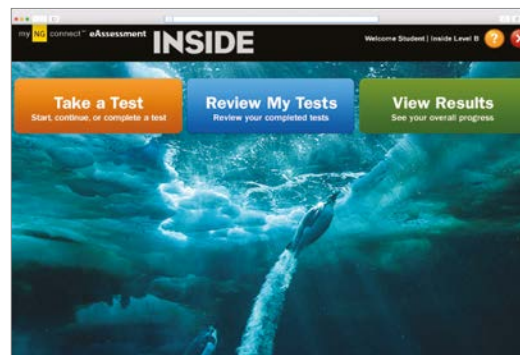 my NG connect™ eAssessment INSIDE
Welcome Student | Inside Level B ? X
Take a Test
Start, continue, or complete a test
Review My Tests
Review your completed tests
View Results
See your overall progress